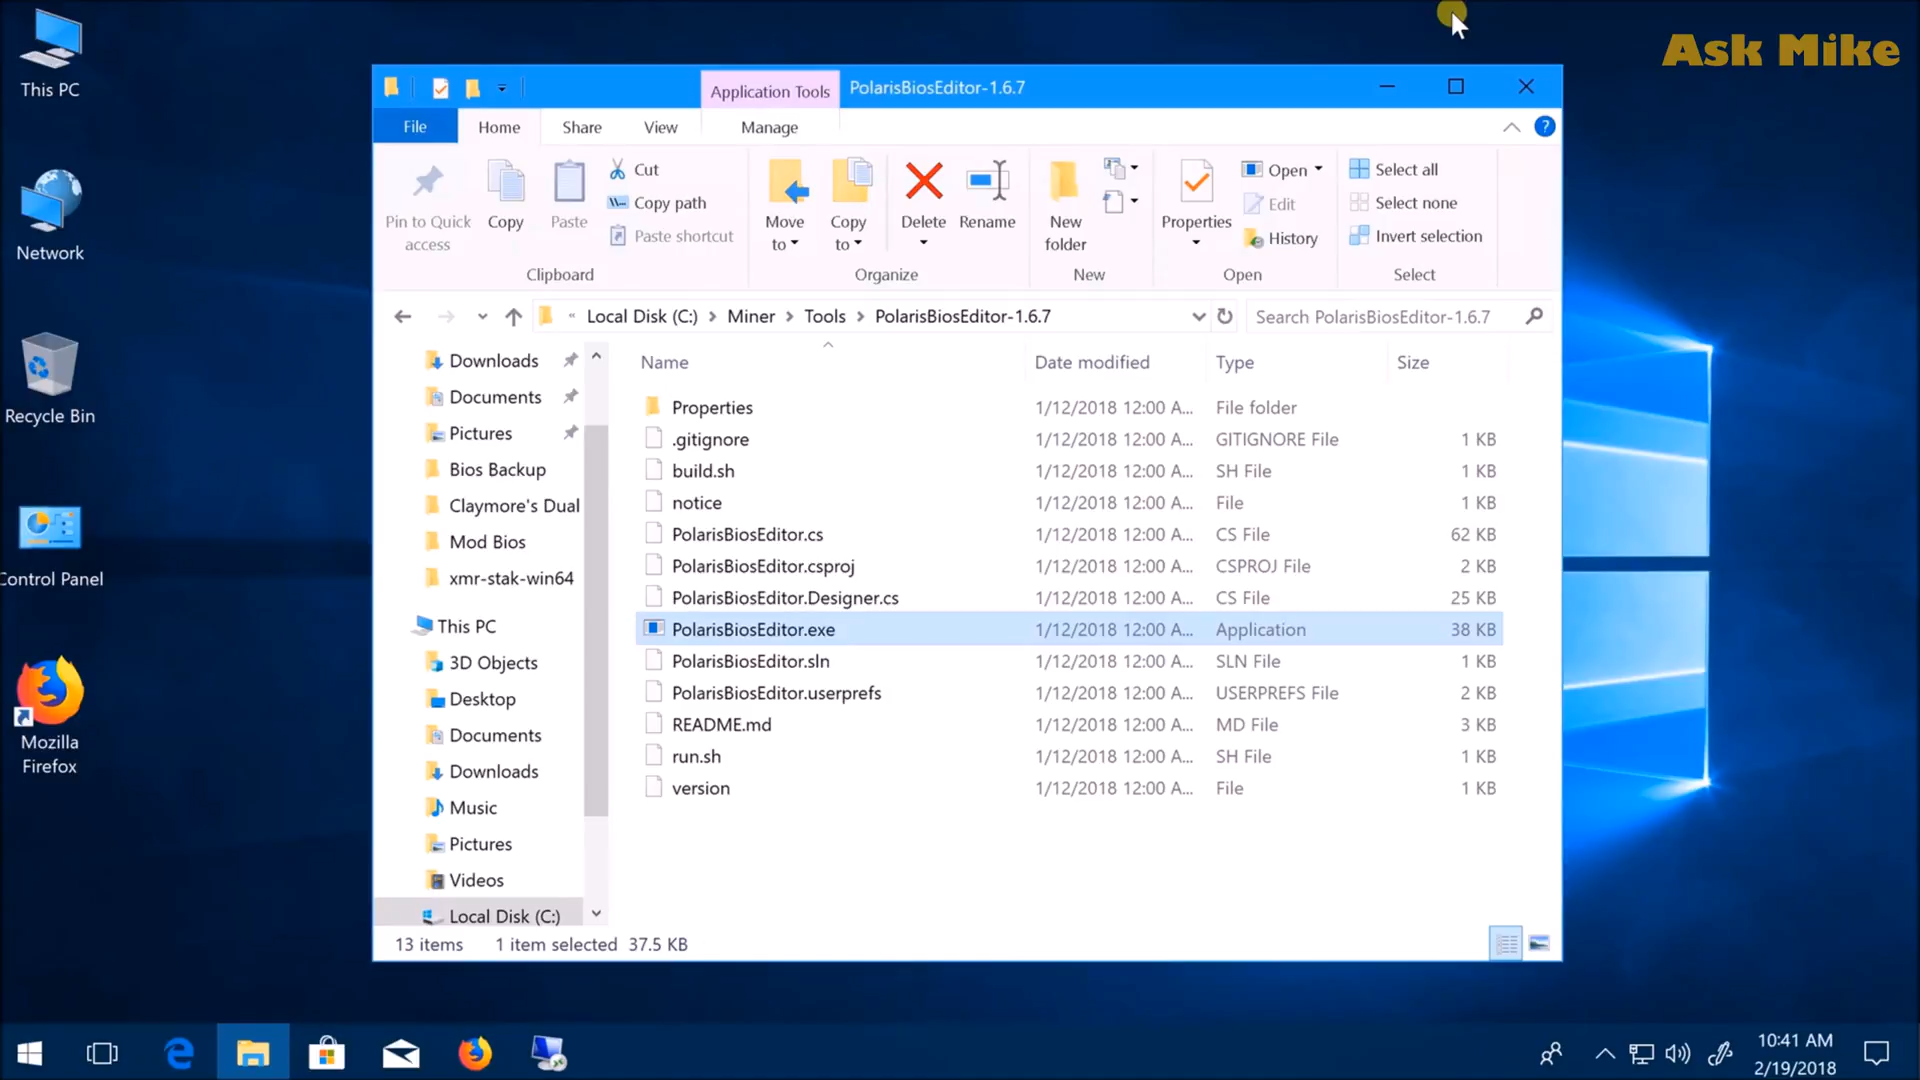 This PC
Network
Recycle Bin
Control Panel
Mozilla
Firefox
Ask Mike
Application Tools
PolarisBiosEditor-1.6.7
File
Home
Share
View
Manage
Pin to Quick
access
Copy
Paste
Cut
Copy path
Paste shortcut
Clipboard
Move
to
Copy
to
Delete
Rename
Organize
New
folder
New
Properties
Open
Edit
History
Open
Select all
Select none
Invert selection
Select
Local Disk (C:) Miner Tools PolarisBiosEditor-1.6.7
Search PolarisBiosEditor-1.6.7
Downloads
Documents
Pictures
Bios Backup
Claymore's Dual
Mod Bios
xmr-stak-win64
This PC
3D Objects
Desktop
Documents
Downloads
Music
Pictures
Videos
Local Disk (C:)
Name Date modified Type Size
Properties 1/12/2018 12:00 A... File folder
.gitignore 1/12/2018 12:00 A... GITIGNORE File 1 KB
build.sh 1/12/2018 12:00 A... SH File 1 KB
notice 1/12/2018 12:00 A... File 1 KB
PolarisBiosEditor.cs 1/12/2018 12:00 A... CS File 62 KB
PolarisBiosEditor.csproj 1/12/2018 12:00 A... CSPROJ File 2 KB
PolarisBiosEditor.Designer.cs 1/12/2018 12:00 A... CS File 25 KB
PolarisBiosEditor.exe 1/12/2018 12:00 A... Application 38 KB
PolarisBiosEditor.sln 1/12/2018 12:00 A... SLN File 1 KB
PolarisBiosEditor.userprefs 1/12/2018 12:00 A... USERPREFS File 2 KB
README.md 1/12/2018 12:00 A... MD File 3 KB
run.sh 1/12/2018 12:00 A... SH File 1 KB
version 1/12/2018 12:00 A... File 1 KB
13 items 1 item selected 37.5 KB
10:41 AM
2/19/2018